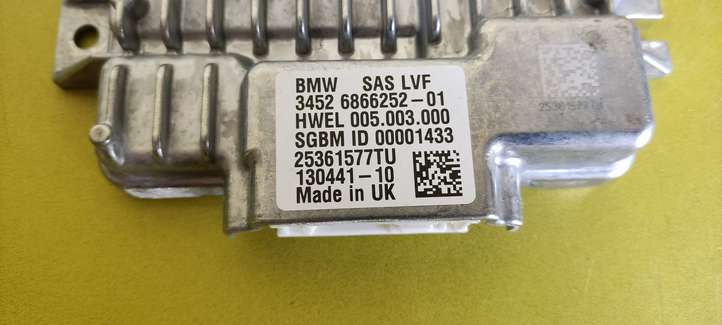 BMW SAS LVF
3452 6866252-01
HWEL 005.003.000
SGBM ID 00001433
25361577TU
130441-10
Made in UK
25361577TU